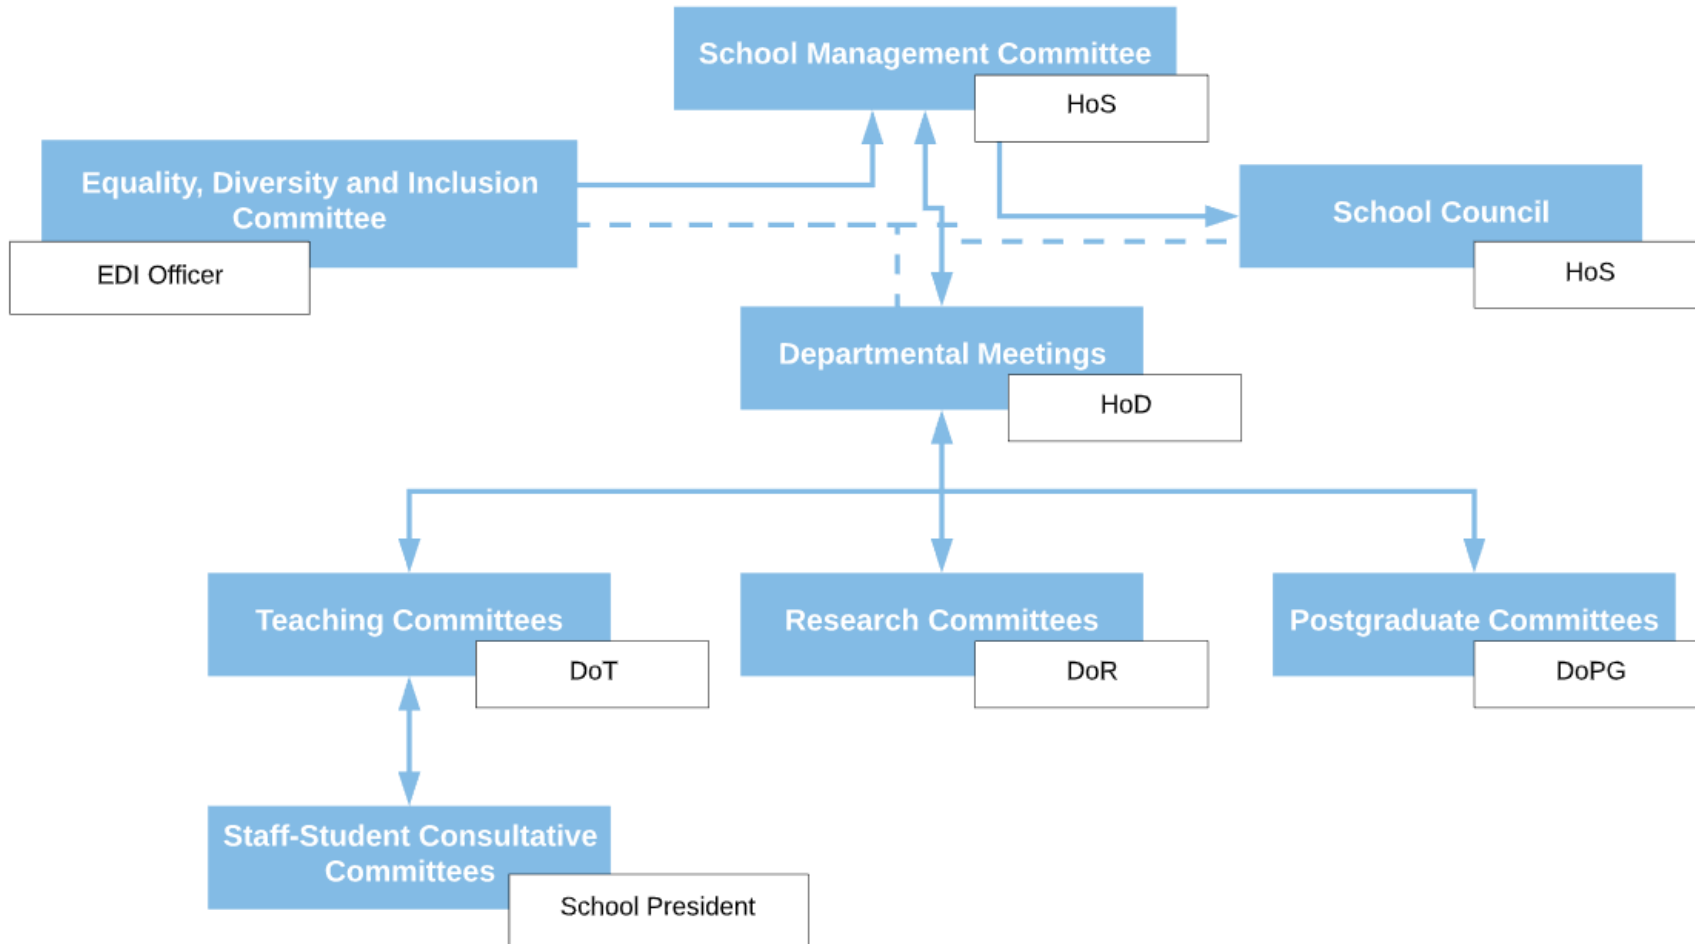 School Management Committee
HoS
Equality, Diversity and Inclusion
Committee
EDI Officer
School Council
HoS
Departmental Meetings
HoD
Teaching Committees
DoT
Research Committees
DoR
Postgraduate Committees
DoPG
Staff-Student Consultative
Committees
School President